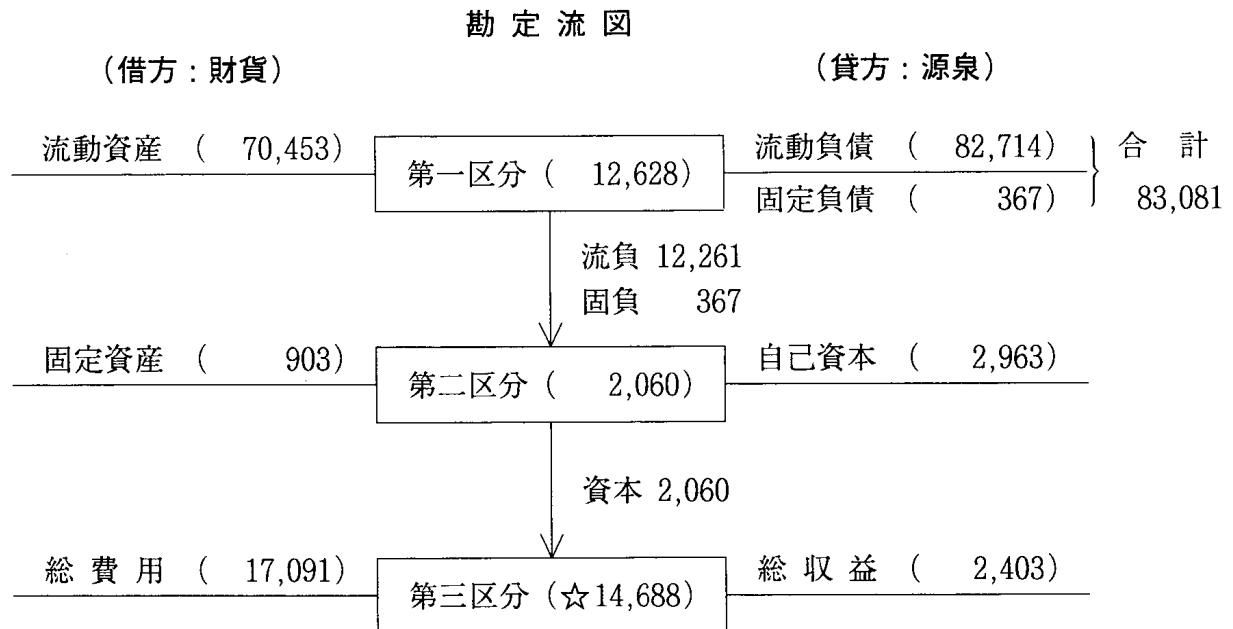 勘定流図
(借方：財貨) (貸方：源泉)
流動資産 ( 70,453) 第一区分 ( 12,628) 流動負債 ( 82,714) 合計
固定負債 ( 367) 83,081
流負 12,261
固負 367
固定資産 ( 903) 第二区分 ( 2,060) 自己資本 ( 2,963)
資本 2,060
総費用 ( 17,091) 第三区分 (☆14,688) 総収益 ( 2,403)